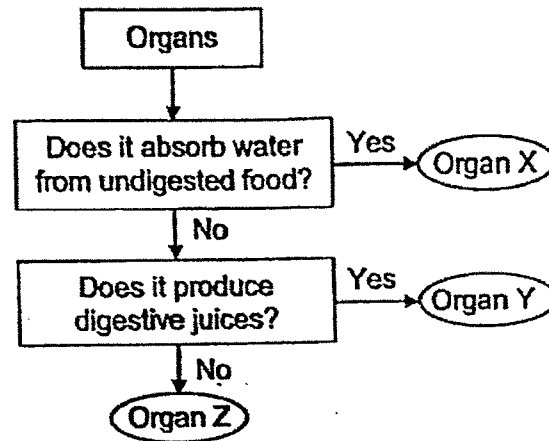 Organs
Does it absorb water
from undigested food?
Yes
Organ X
No
Does it produce
digestive juices?
Yes
Organ Y
No
Organ Z